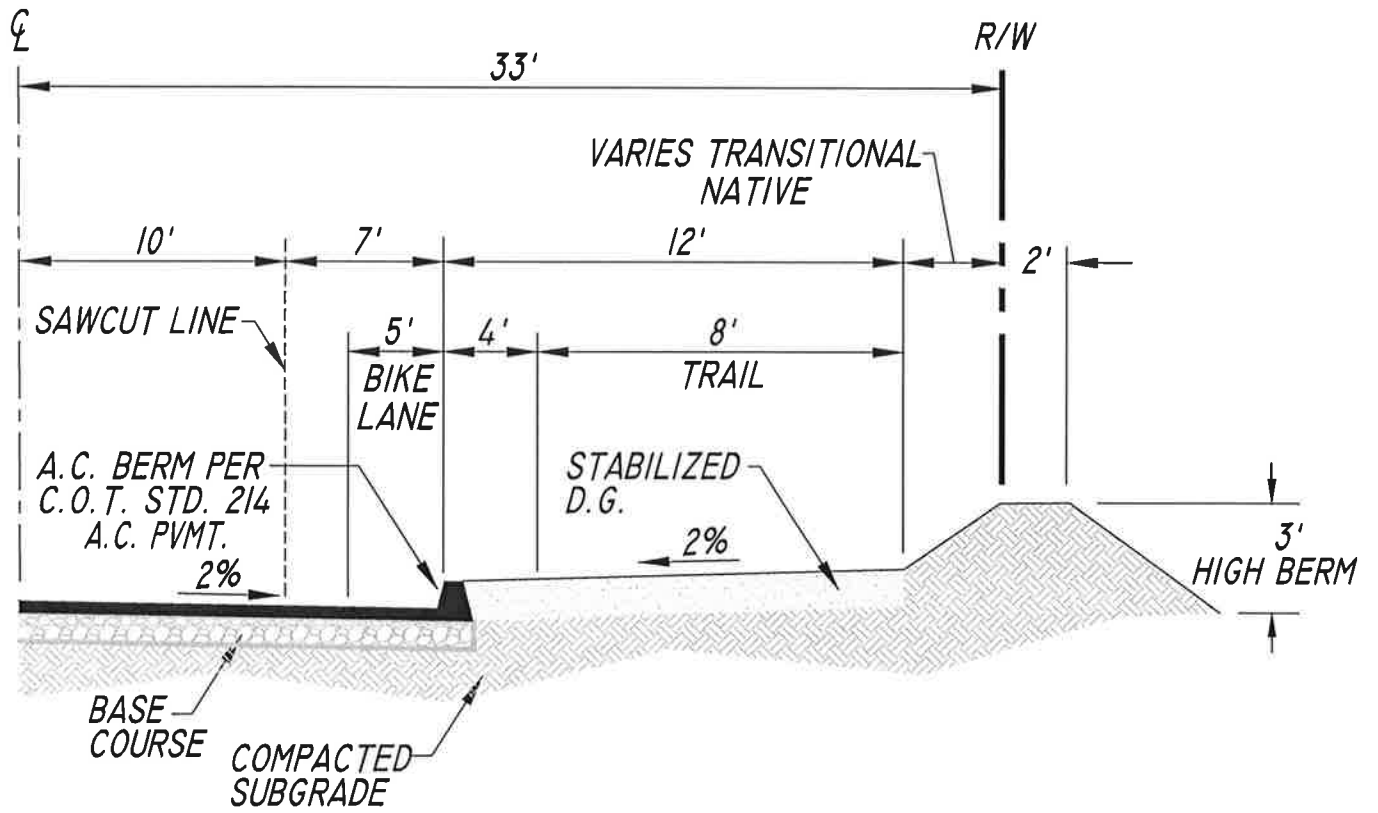 ℄
R/W
33'
VARIES TRANSITIONAL
NATIVE
10'
7'
12'
2'
SAWCUT LINE
5'
4'
8'
BIKE
LANE
TRAIL
A.C. BERM PER
C.O.T. STD. 214
A.C. PVMT.
STABILIZED
D.G.
2%
2%
3'
HIGH BERM
BASE
COURSE
COMPACTED
SUBGRADE